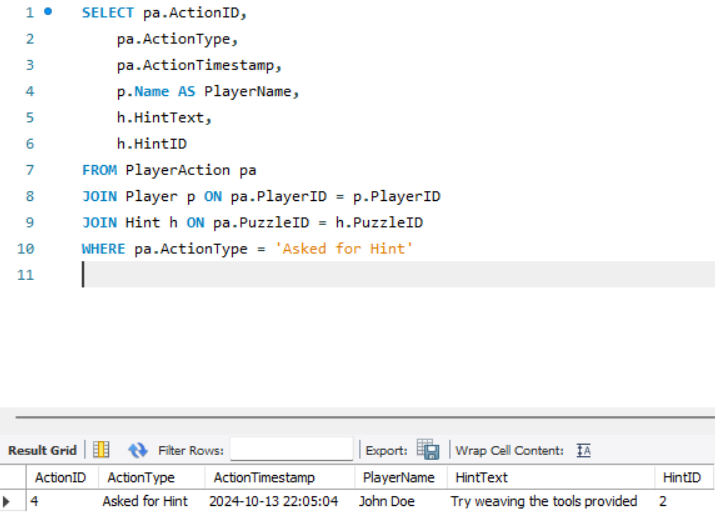 1 SELECT pa.ActionID,
2 pa.ActionType,
3 pa.ActionTimestamp,
4 p.Name AS PlayerName,
5 h.HintText,
6 h.HintID
7 FROM PlayerAction pa
8 JOIN Player p ON pa.PlayerID = p.PlayerID
9 JOIN Hint h ON pa.PuzzleID = h.PuzzleID
10 WHERE pa.ActionType = 'Asked for Hint'
11
Result Grid Filter Rows: Export: Wrap Cell Content: IA
ActionID ActionType ActionTimestamp PlayerName HintText HintID
4 Asked for Hint 2024-10-13 22:05:04 John Doe Try weaving the tools provided 2